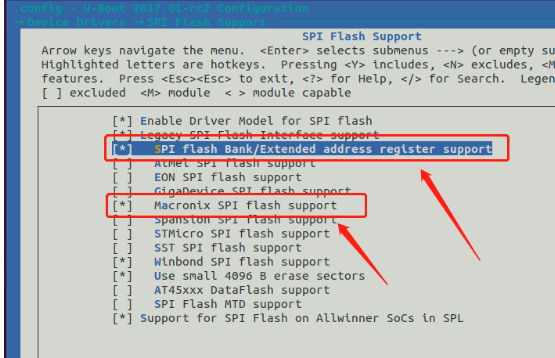 .config - U-Boot 2017.01-rc2 Configuration
→ Device Drivers → SPI Flash Support
SPI Flash Support
Arrow keys navigate the menu. <Enter> selects submenus ---> (or empty su
Highlighted letters are hotkeys. Pressing <Y> includes, <N> excludes, <M
features. Press <Esc><Esc> to exit, <?> for Help, </> for Search. Legen
[ ] excluded <M> module < > module capable
[*] Enable Driver Model for SPI flash
[*] Legacy SPI Flash Interface support
[*] SPI flash Bank/Extended address register support
[ ] Atmel SPI flash support
[ ] EON SPI flash support
[ ] GigaDevice SPI flash support
[*] Macronix SPI flash support
[ ] Spansion SPI flash support
[ ] STMicro SPI flash support
[ ] SST SPI flash support
[*] Winbond SPI flash support
[*] Use small 4096 B erase sectors
[ ] AT45xxx DataFlash support
[ ] SPI Flash MTD support
[*] Support for SPI Flash on Allwinner SoCs in SPL